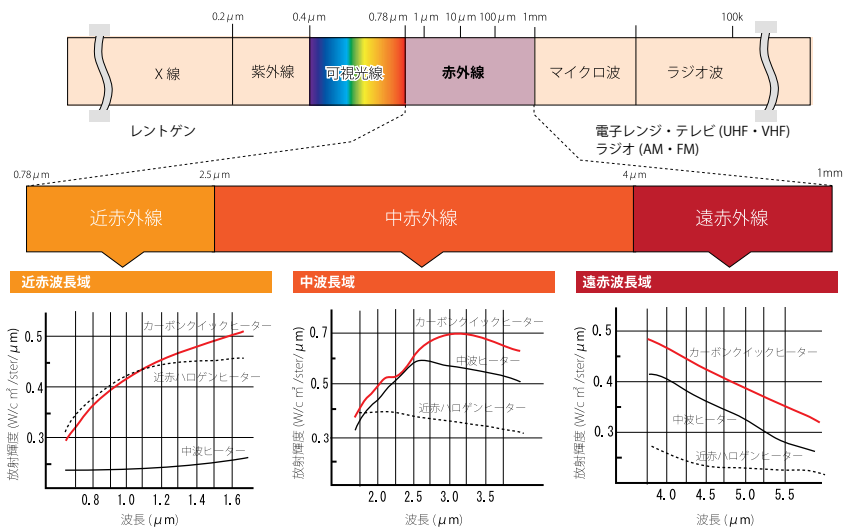 0.2μm
0.4μm
0.78μm
1μm
10μm
100μm
1mm
100k
X 線
紫外線
可視光線
赤外線
マイクロ波
ラジオ波
レントゲン
電子レンジ・テレビ (UHF・VHF)
ラジオ (AM・FM)
0.78μm
2.5μm
4μm
1mm
近赤外線
中赤外線
遠赤外線
近赤波長域
放射輝度 (W/c㎡/ster/μm)
0.5
0.4
0.3
カーボンクイックヒーター
近赤ハロゲンヒーター
中波ヒーター
0.8
1.0
1.2
1.4
1.6
波長 (μm)
中波長域
放射輝度 (W/c㎡/ster/μm)
0.7
0.5
0.3
カーボンクイックヒーター
中波ヒーター
近赤ハロゲンヒーター
2.0
2.5
3.0
3.5
波長 (μm)
遠赤波長域
放射輝度 (W/c㎡/ster/μm)
0.5
0.4
0.3
カーボンクイックヒーター
中波ヒーター
近赤ハロゲンヒーター
4.0
4.5
5.0
5.5
波長 (μm)